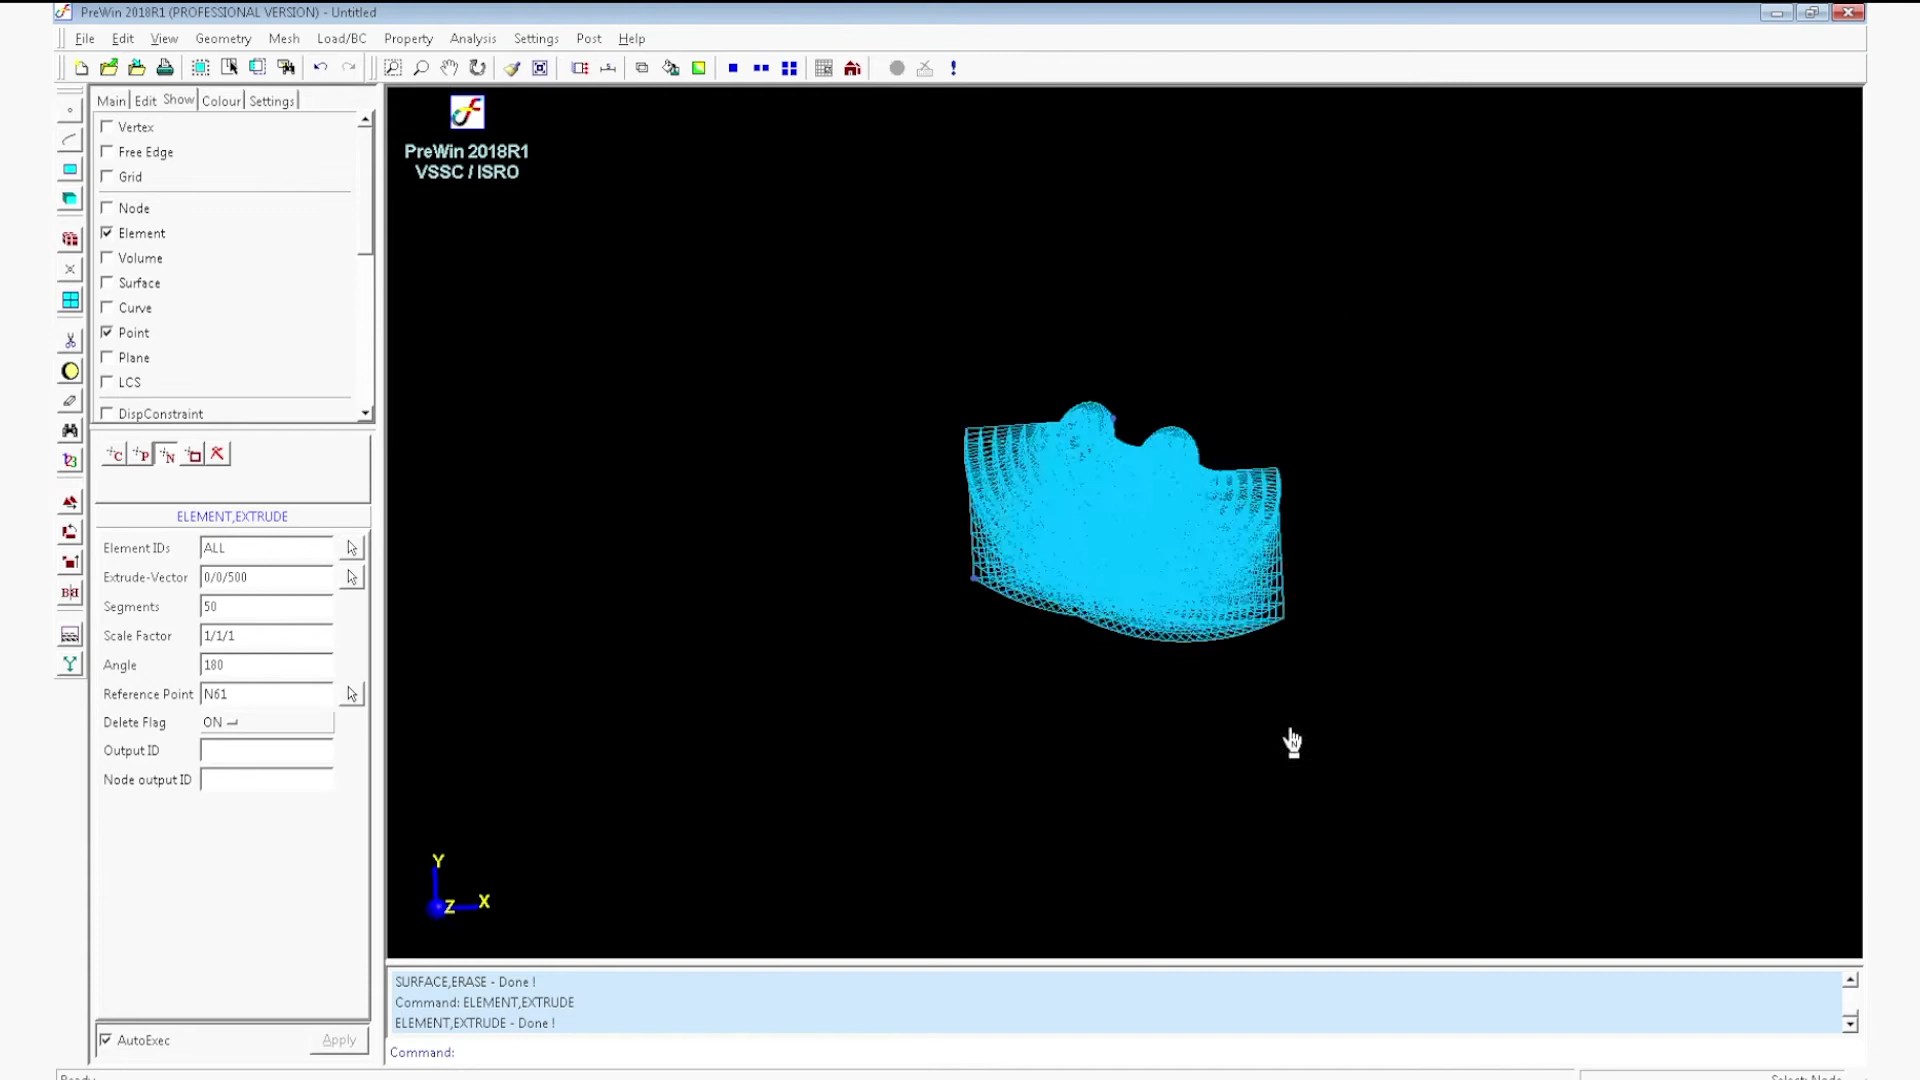 PreWin 2018R1 (PROFESSIONAL VERSION) - Untitled
File Edit View Geometry Mesh Load/BC Property Analysis Settings Post Help
Main Edit Show Colour Settings
Vertex
Free Edge
Grid
Node
Element
Volume
Surface
Curve
Point
Plane
LCS
DispConstraint
C P N
ELEMENT,EXTRUDE
Element IDs ALL
Extrude-Vector 0/0/500
Segments 50
Scale Factor 1/1/1
Angle 180
Reference Point N61
Delete Flag ON
Output ID
Node output ID
AutoExec Apply
PreWin 2018R1
VSSC / ISRO
Y
Z X
SURFACE,ERASE - Done !
Command: ELEMENT,EXTRUDE
ELEMENT,EXTRUDE - Done !
Command:
Ready
Select: Node